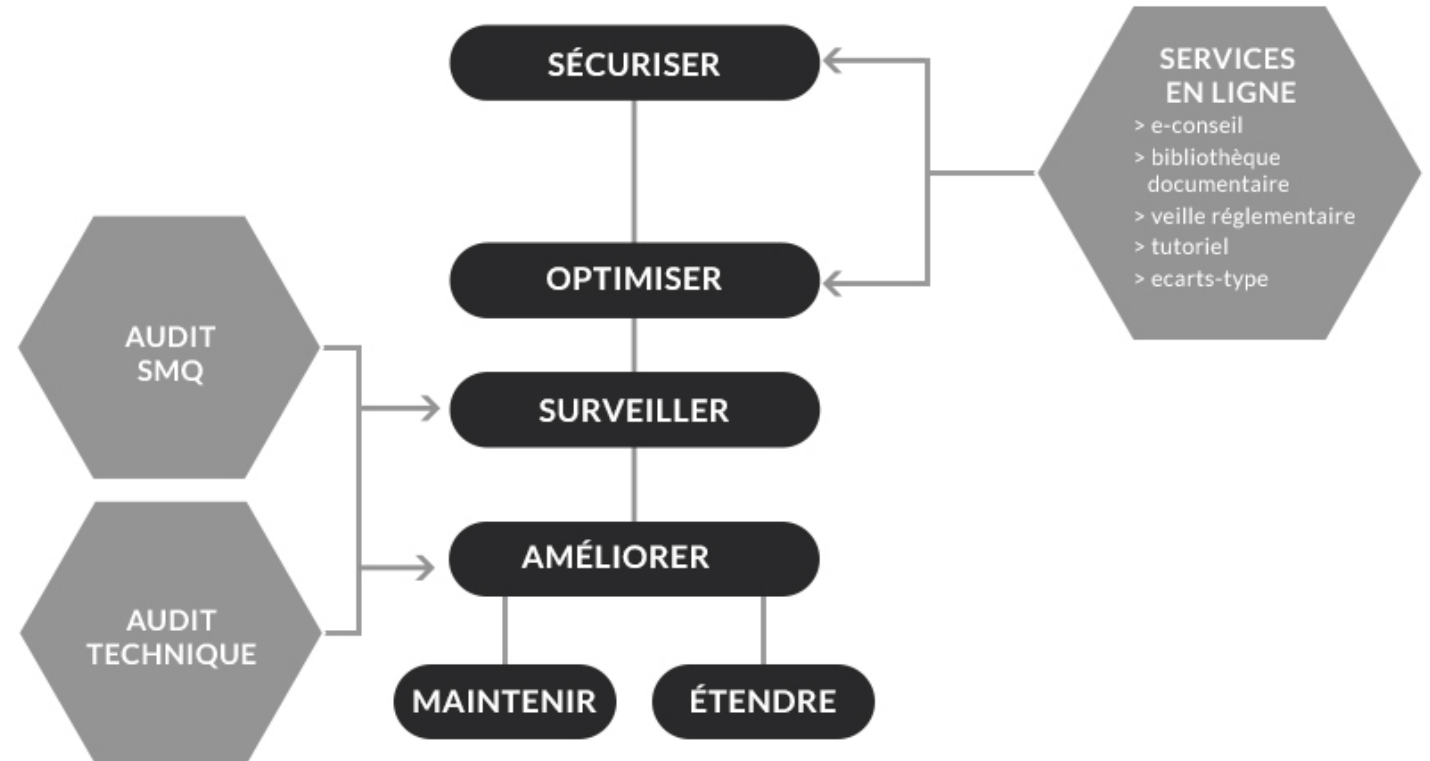 SÉCURISER
SERVICES
EN LIGNE
> e-conseil
> bibliothèque
documentaire
> veille réglementaire
> tutoriel
> ecarts-type
OPTIMISER
AUDIT
SMQ
SURVEILLER
AMÉLIORER
AUDIT
TECHNIQUE
MAINTENIR
ÉTENDRE